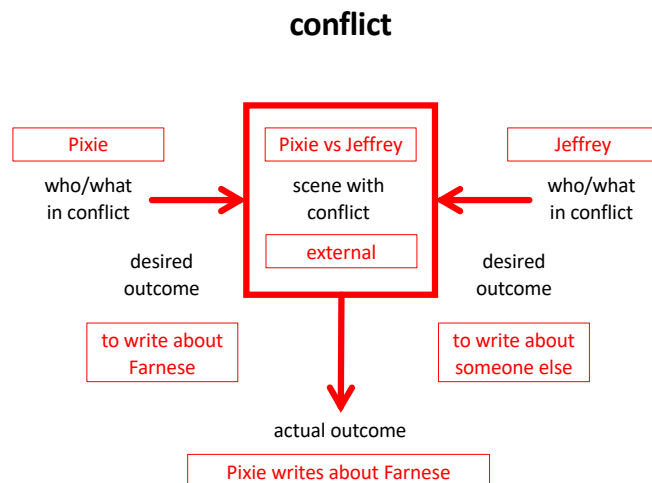 conflict
Pixie
Pixie vs Jeffrey
Jeffrey
who/what
in conflict
scene with
conflict
who/what
in conflict
external
desired
outcome
desired
outcome
to write about
Farnese
to write about
someone else
actual outcome
Pixie writes about Farnese